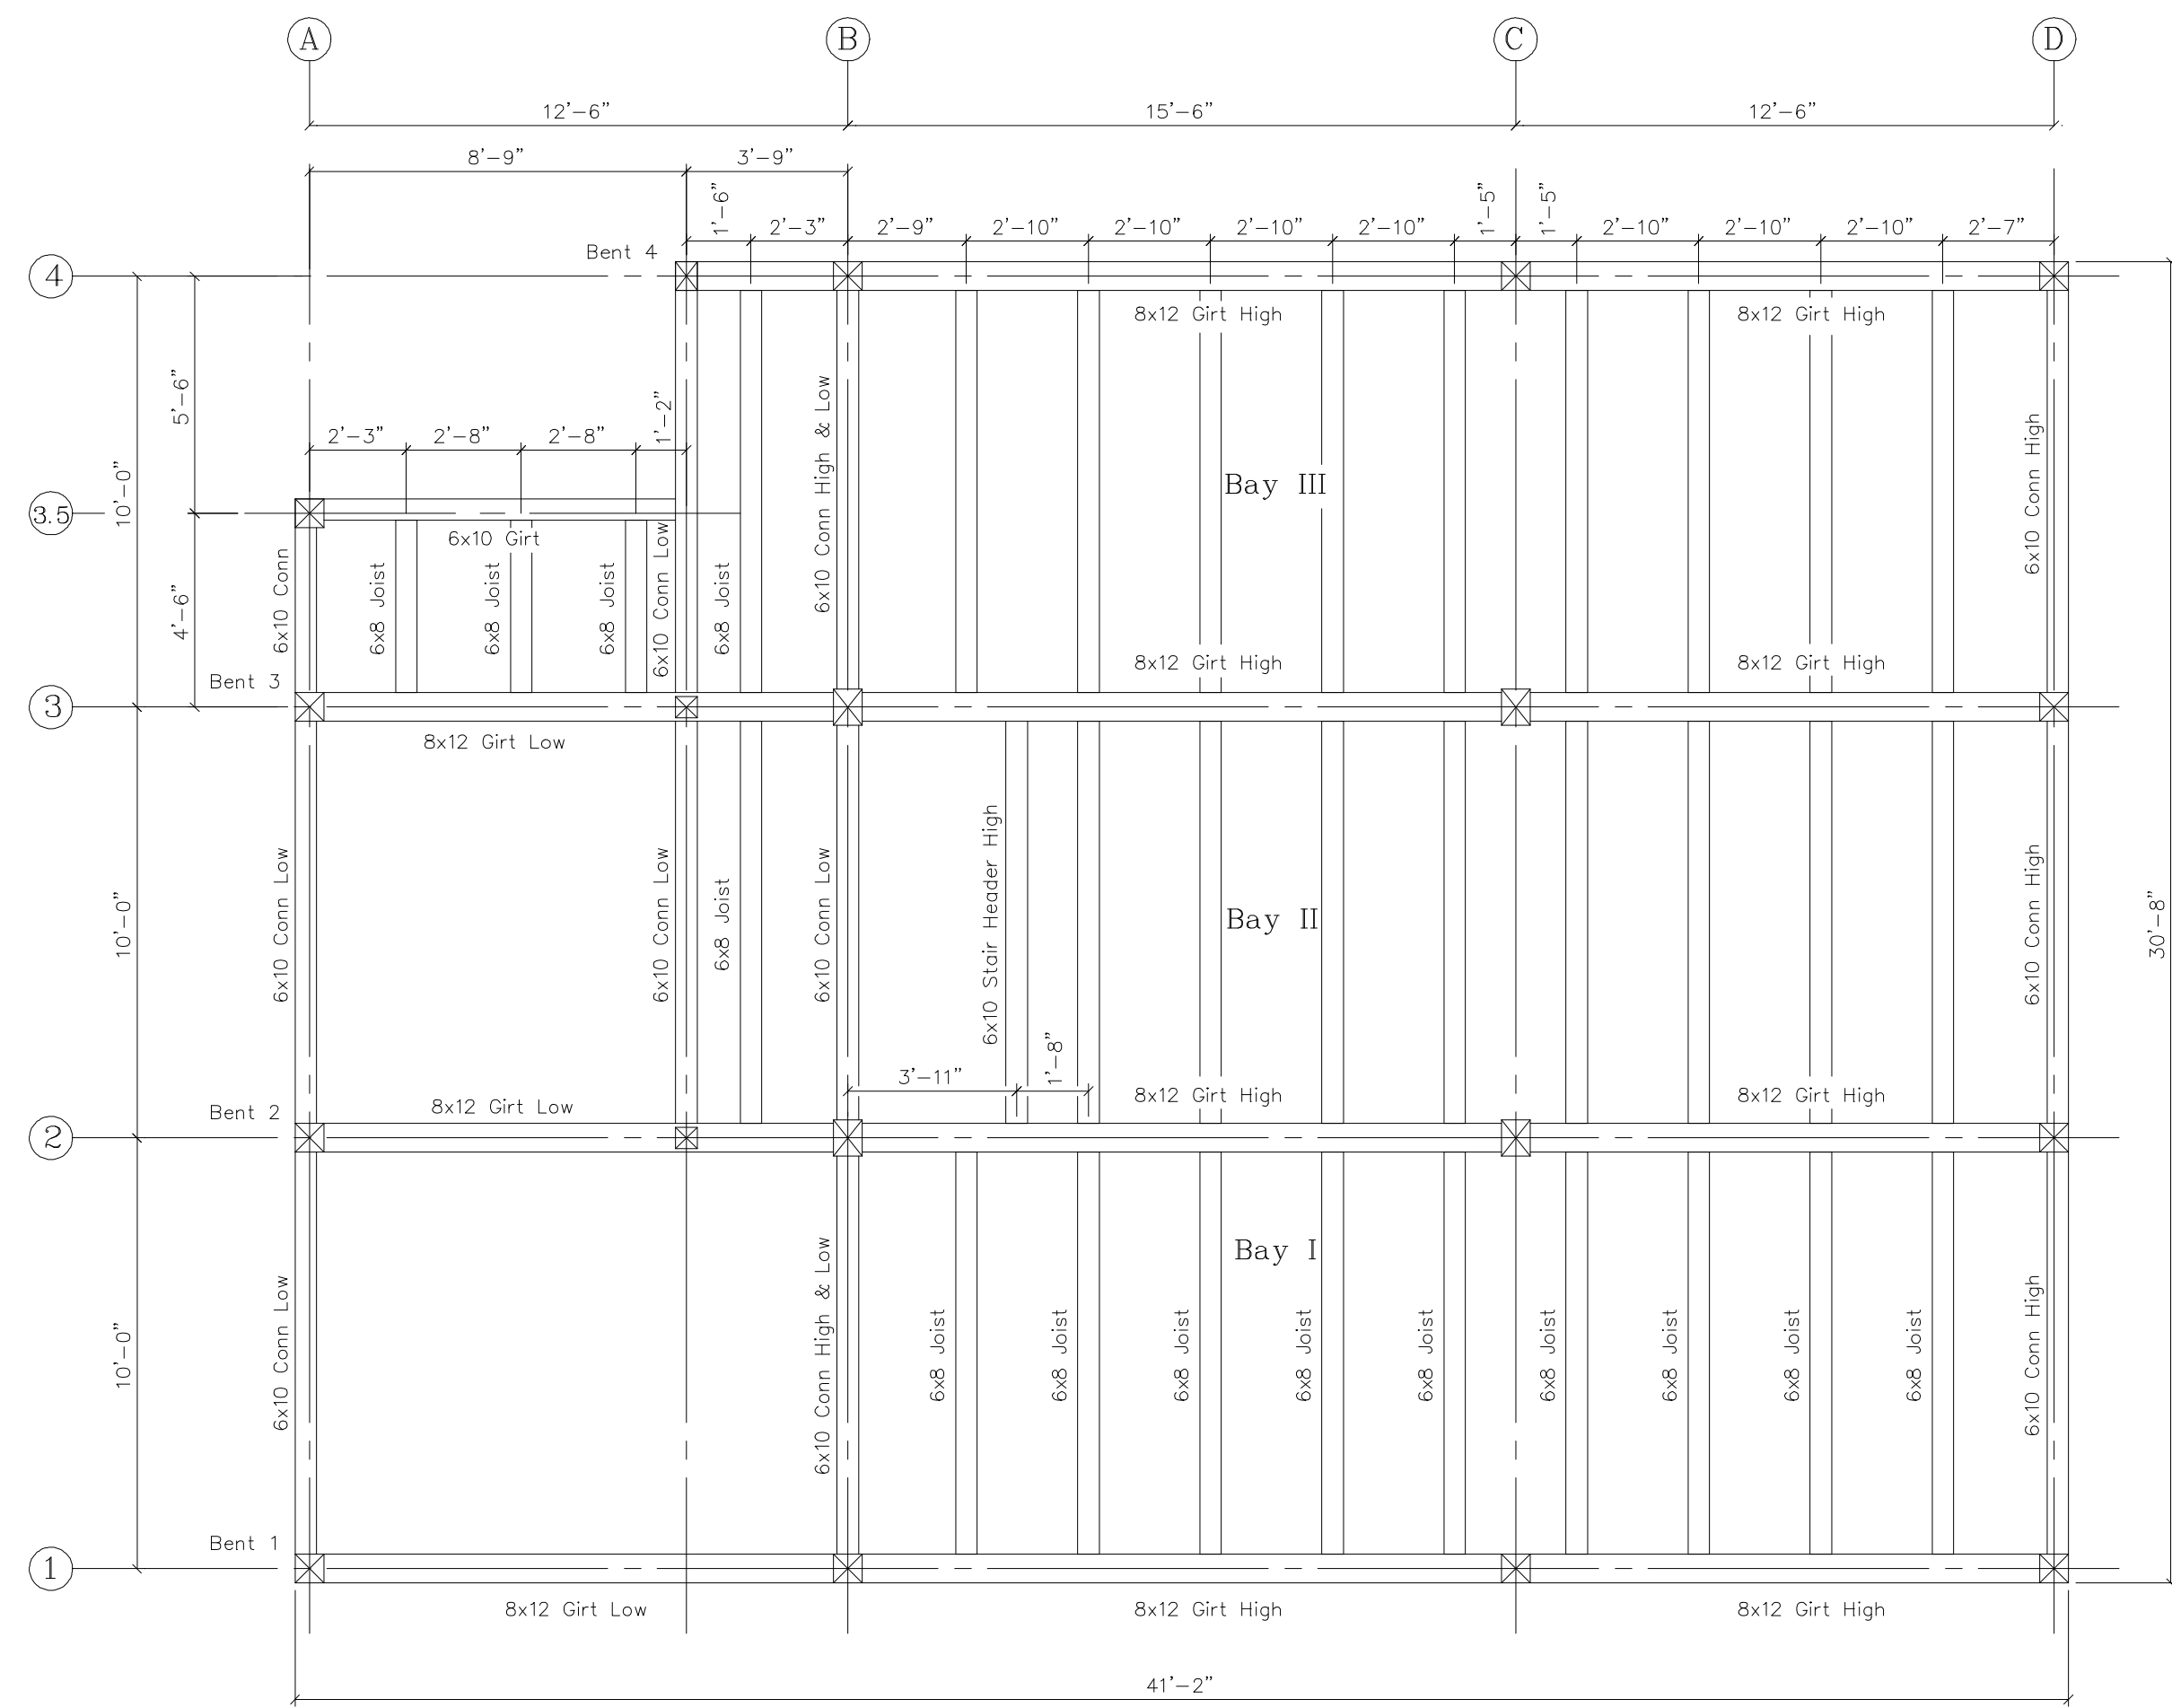 A B C D
12'-6" 15'-6" 12'-6"
8'-9" 3'-9"
1'-6" 2'-3" 2'-9" 2'-10" 2'-10" 2'-10" 2'-10" 1'-5" 1'-5" 2'-10" 2'-10" 2'-10" 2'-7"
Bent 4
4
8x12 Girt High 8x12 Girt High
5'-6"
10'-0"
2'-3" 2'-8" 2'-8" 1'-2"
6x10 Conn High & Low
Bay III
6x10 Conn High
3.5
6x10 Girt
4'-6"
6x10 Conn
6x8 Joist
6x8 Joist
6x8 Joist
6x10 Conn Low
6x8 Joist
8x12 Girt High 8x12 Girt High
Bent 3
3
8x12 Girt Low
10'-0"
6x10 Conn Low
6x10 Conn Low
6x8 Joist
6x10 Conn Low
6x10 Stair Header High
Bay II
6x10 Conn High
30'-8"
3'-11" 1'-8"
8x12 Girt Low 8x12 Girt High 8x12 Girt High
Bent 2
2
Bay I
10'-0"
6x10 Conn Low
6x10 Conn High & Low
6x8 Joist
6x8 Joist
6x8 Joist
6x8 Joist
6x8 Joist
6x8 Joist
6x8 Joist
6x8 Joist
6x8 Joist
6x10 Conn High
Bent 1
1
8x12 Girt Low 8x12 Girt High 8x12 Girt High
41'-2"